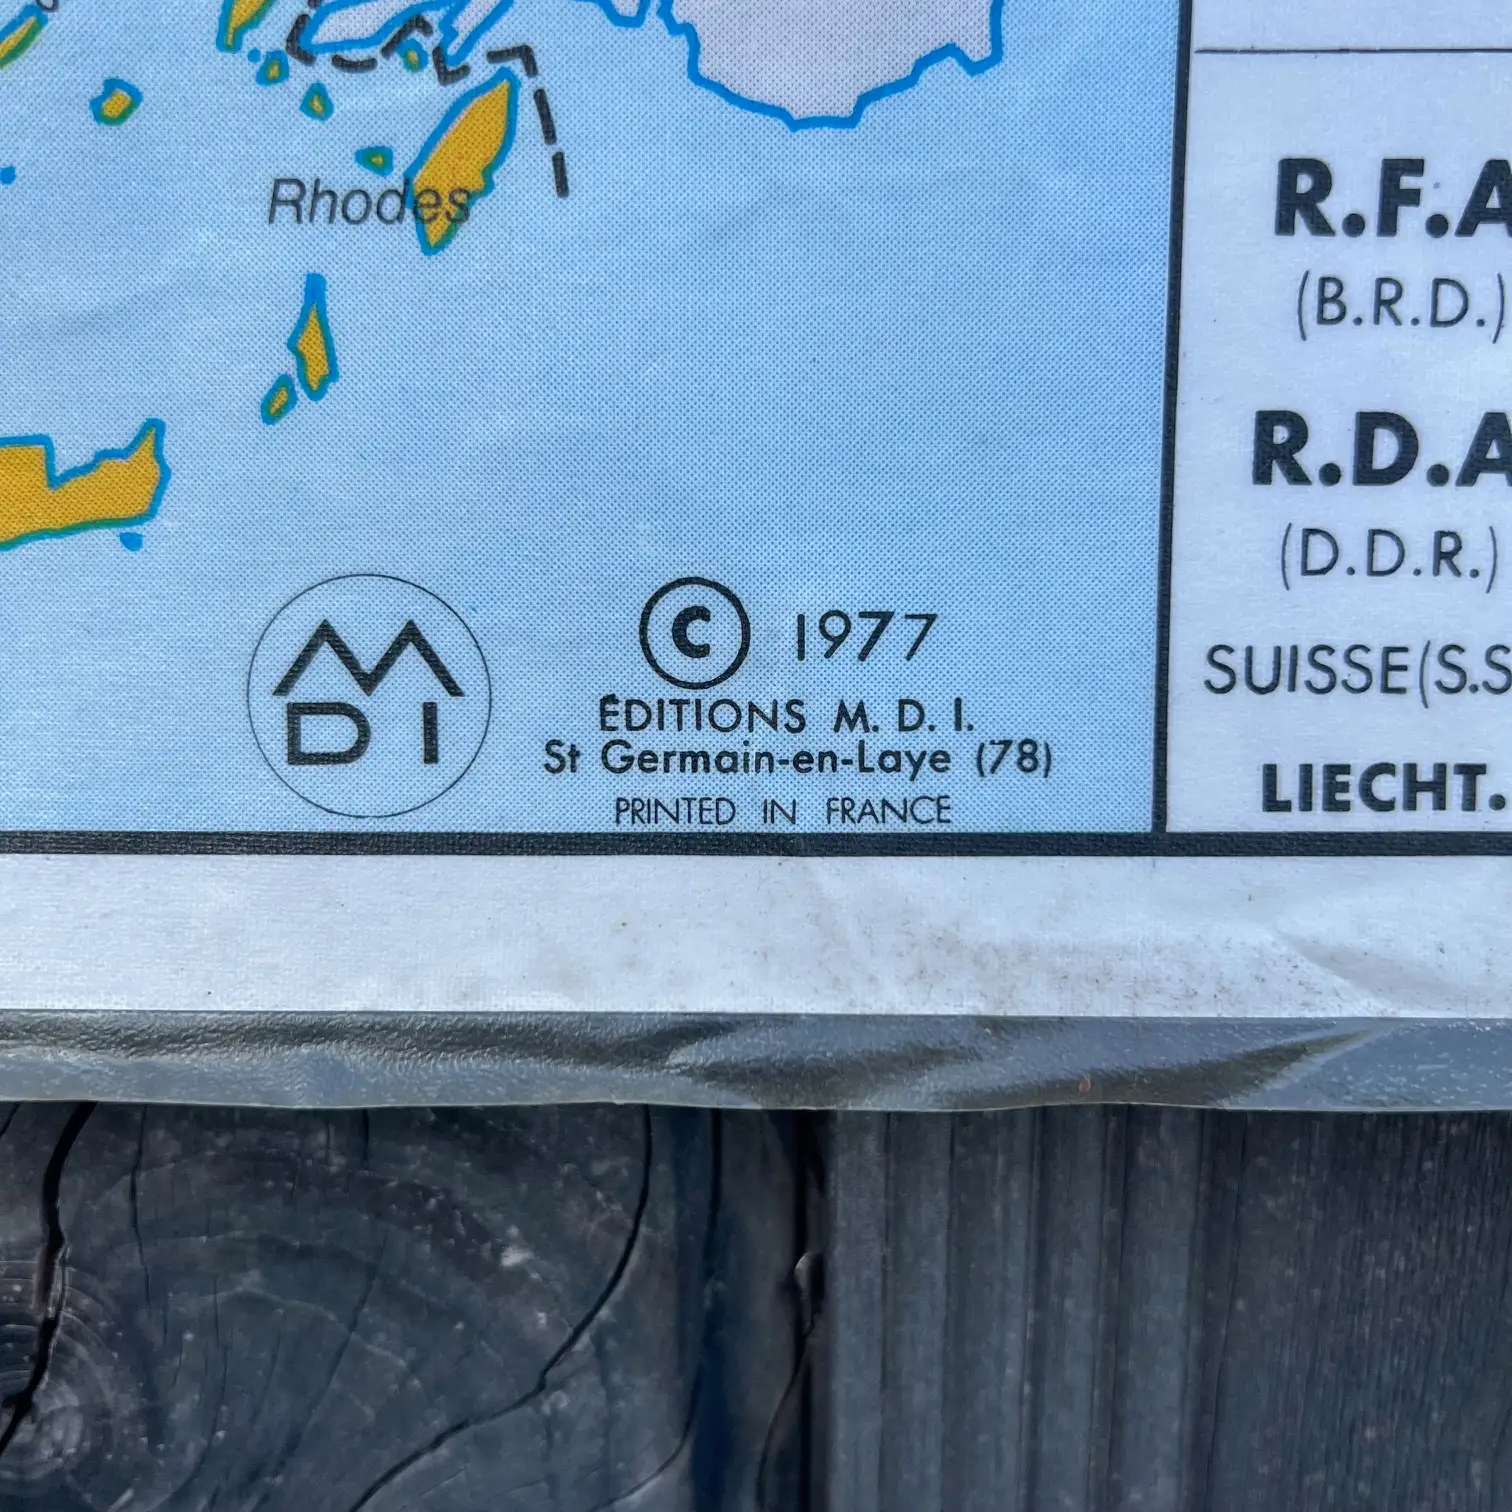 Rhodes
MDI
© 1977
ÉDITIONS M. D. I.
St Germain-en-Laye (78)
PRINTED IN FRANCE
R.F.A
(B.R.D.)
R.D.A
(D.D.R.)
SUISSE(S.S
LIECHT.